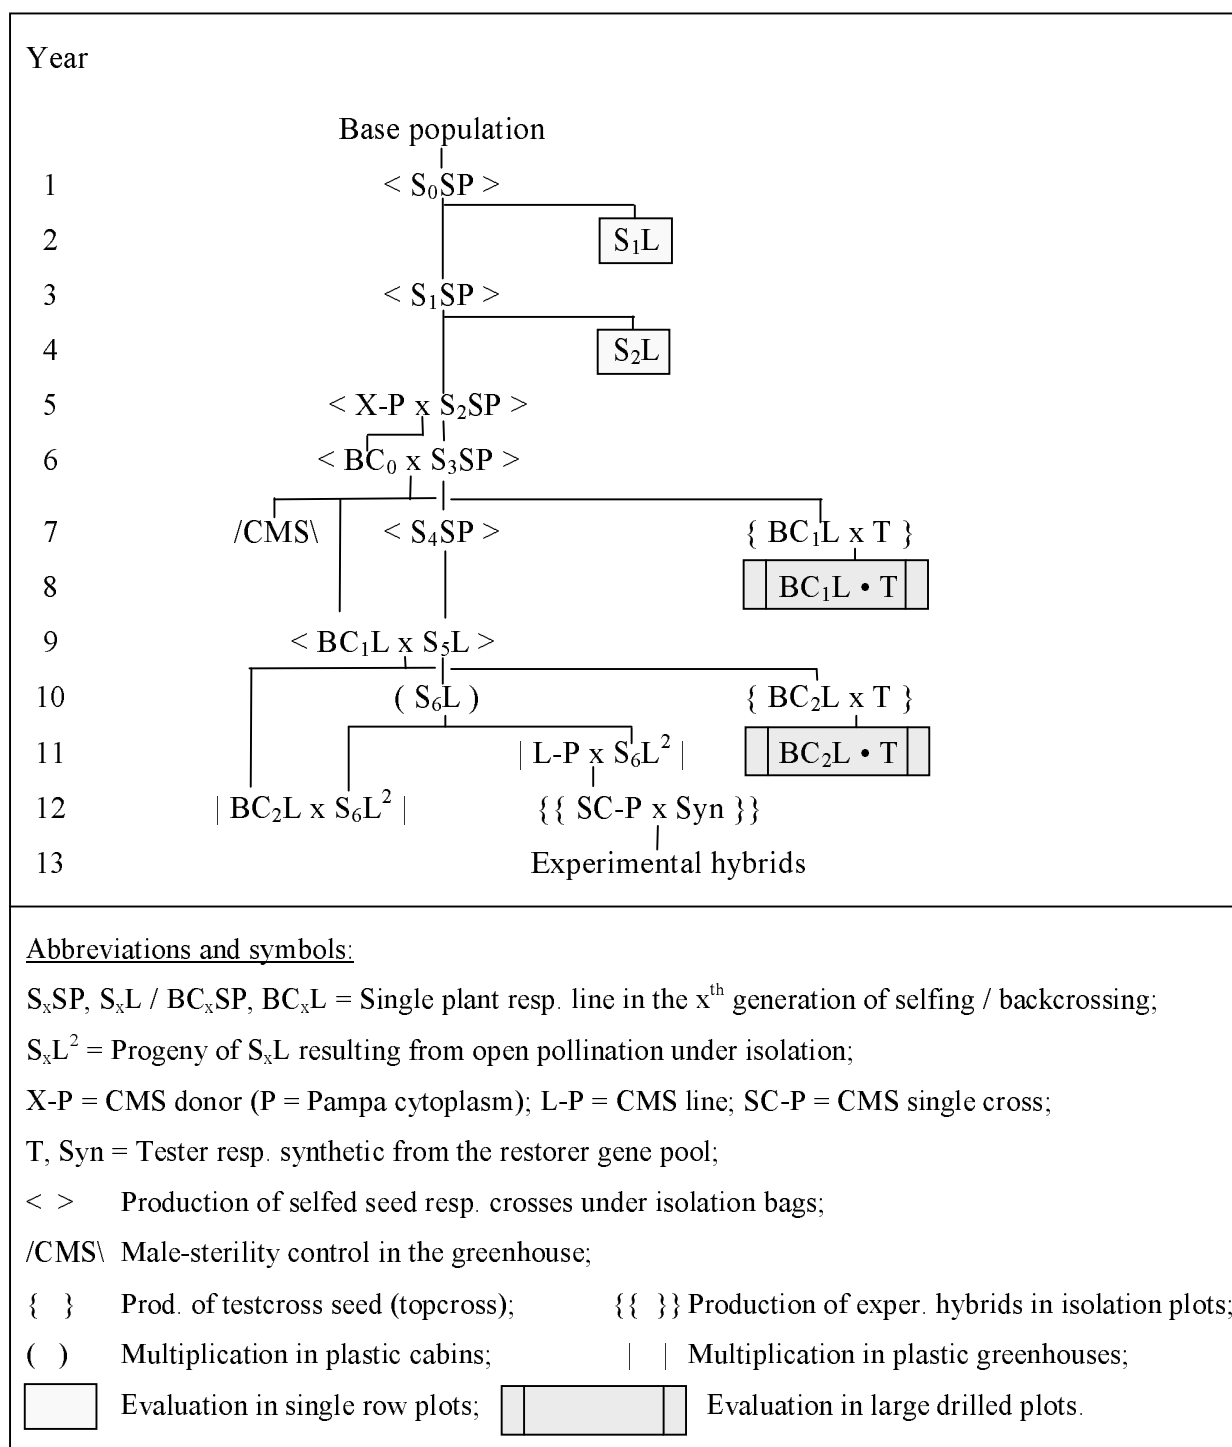 Year
Base population
1 < S₀SP >
2 S₁L
3 < S₁SP >
4 S₂L
5 < X-P x S₂SP >
6 < BC₀ x S₃SP >
7 /CMS\ < S₄SP > { BC₁L x T }
8 BC₁L • T
9 < BC₁L x S₅L >
10 ( S₆L ) { BC₂L x T }
11 | L-P x S₆L² | BC₂L • T
12 | BC₂L x S₆L² | {{ SC-P x Syn }}
13 Experimental hybrids
Abbreviations and symbols:
SₓSP, SₓL / BCₓSP, BCₓL = Single plant resp. line in the xᵗʰ generation of selfing / backcrossing;
SₓL² = Progeny of SₓL resulting from open pollination under isolation;
X-P = CMS donor (P = Pampa cytoplasm); L-P = CMS line; SC-P = CMS single cross;
T, Syn = Tester resp. synthetic from the restorer gene pool;
< > Production of selfed seed resp. crosses under isolation bags;
/CMS\ Male-sterility control in the greenhouse;
{ } Prod. of testcross seed (topcross); {{ }} Production of exper. hybrids in isolation plots;
( ) Multiplication in plastic cabins; | | Multiplication in plastic greenhouses;
Evaluation in single row plots; Evaluation in large drilled plots.